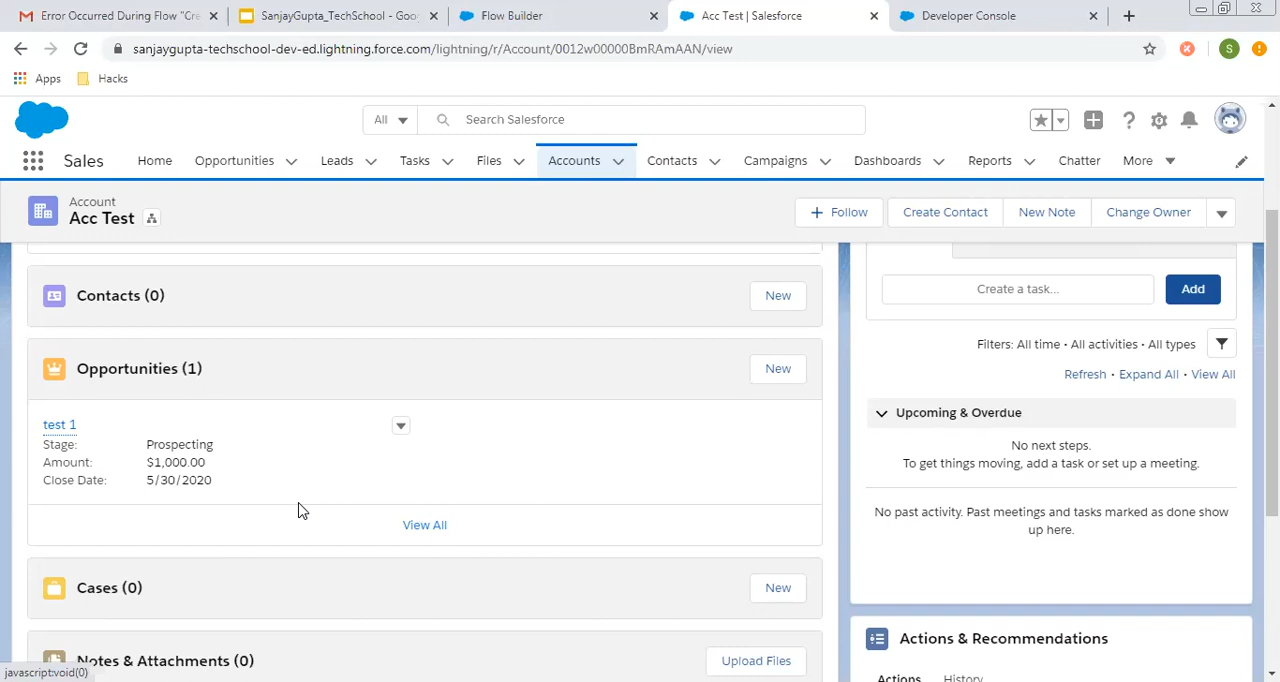 Error Occurred During Flow "Cre
SanjayGupta_TechSchool - Goo
Flow Builder
Acc Test | Salesforce
Developer Console
sanjaygupta-techschool-dev-ed.lightning.force.com/lightning/r/Account/0012w00000BmRAmAAN/view
S
Apps
Hacks
All
Search Salesforce
Sales
Home
Opportunities
Leads
Tasks
Files
Accounts
Contacts
Campaigns
Dashboards
Reports
Chatter
More
Account
Acc Test
Follow
Create Contact
New Note
Change Owner
Contacts (0)
New
Opportunities (1)
New
test 1
Stage: Prospecting
Amount: $1,000.00
Close Date: 5/30/2020
View All
Cases (0)
New
Notes & Attachments (0)
Upload Files
javascript:void(0)
Create a task...
Add
Filters: All time • All activities • All types
Refresh • Expand All • View All
Upcoming & Overdue
No next steps.
To get things moving, add a task or set up a meeting.
No past activity. Past meetings and tasks marked as done show
up here.
Actions & Recommendations
Actions
History